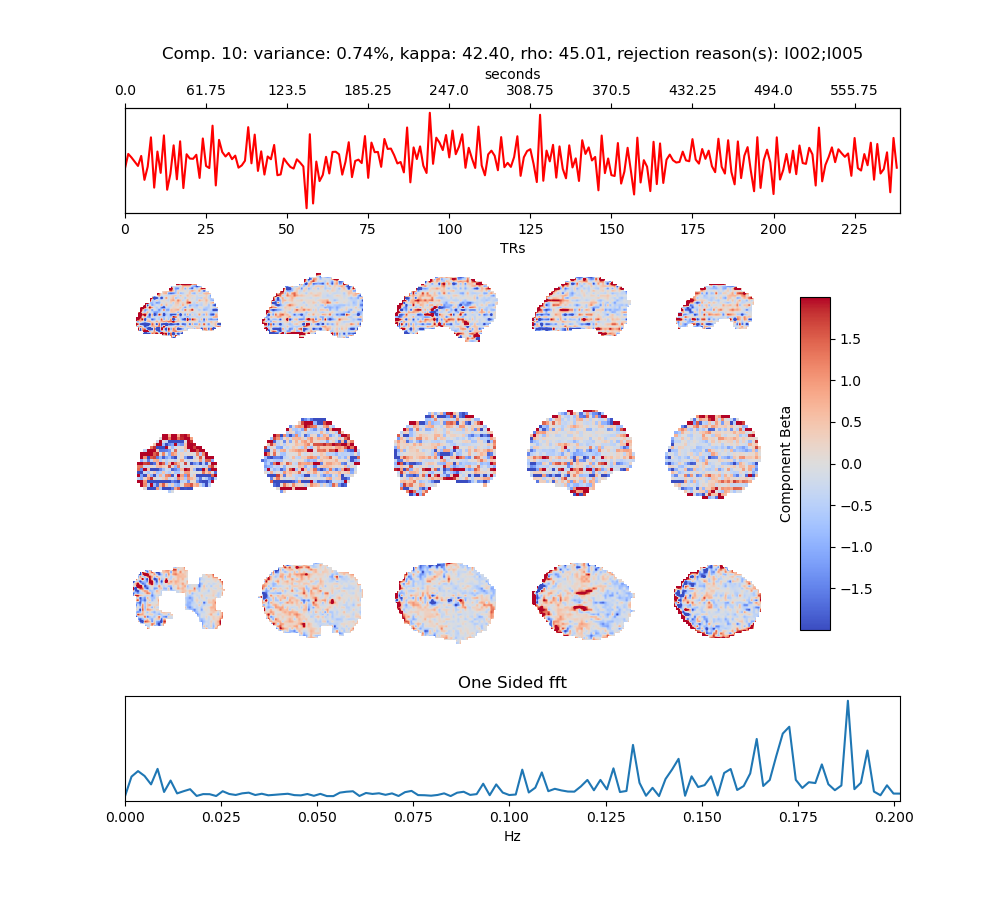 Comp. 10: variance: 0.74%, kappa: 42.40, rho: 45.01, rejection reason(s): I002;I005
seconds
0.0 61.75 123.5 185.25 247.0 308.75 370.5 432.25 494.0 555.75
0 25 50 75 100 125 150 175 200 225
TRs
1.5
1.0
0.5
0.0
−0.5
−1.0
−1.5
Component Beta
One Sided fft
0.000 0.025 0.050 0.075 0.100 0.125 0.150 0.175 0.200
Hz